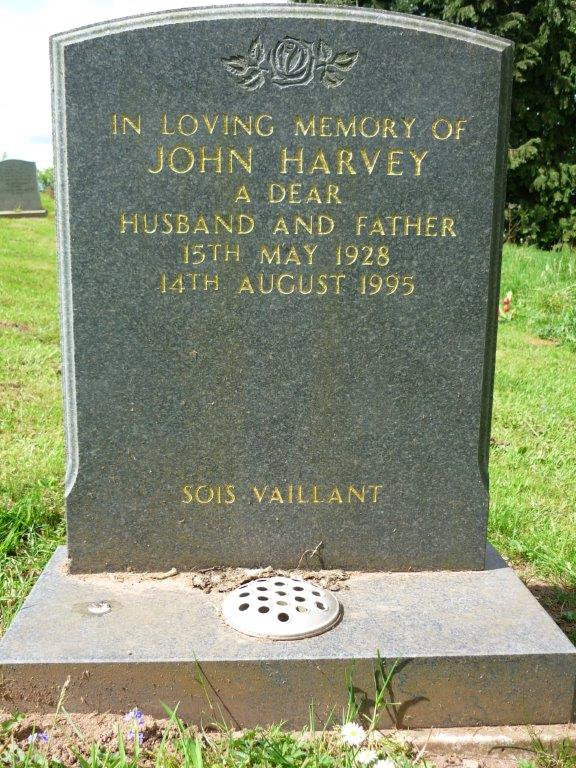 IN LOVING MEMORY OF
JOHN HARVEY
A DEAR
HUSBAND AND FATHER
15TH MAY 1928
14TH AUGUST 1995
SOIS VAILLANT